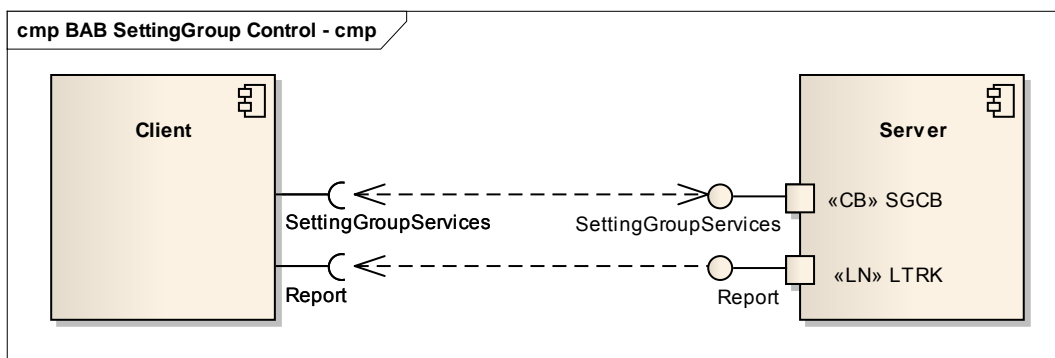 cmp BAB SettingGroup Control - cmp
Client
Server
SettingGroupServices
SettingGroupServices
«CB» SGCB
Report
Report
«LN» LTRK